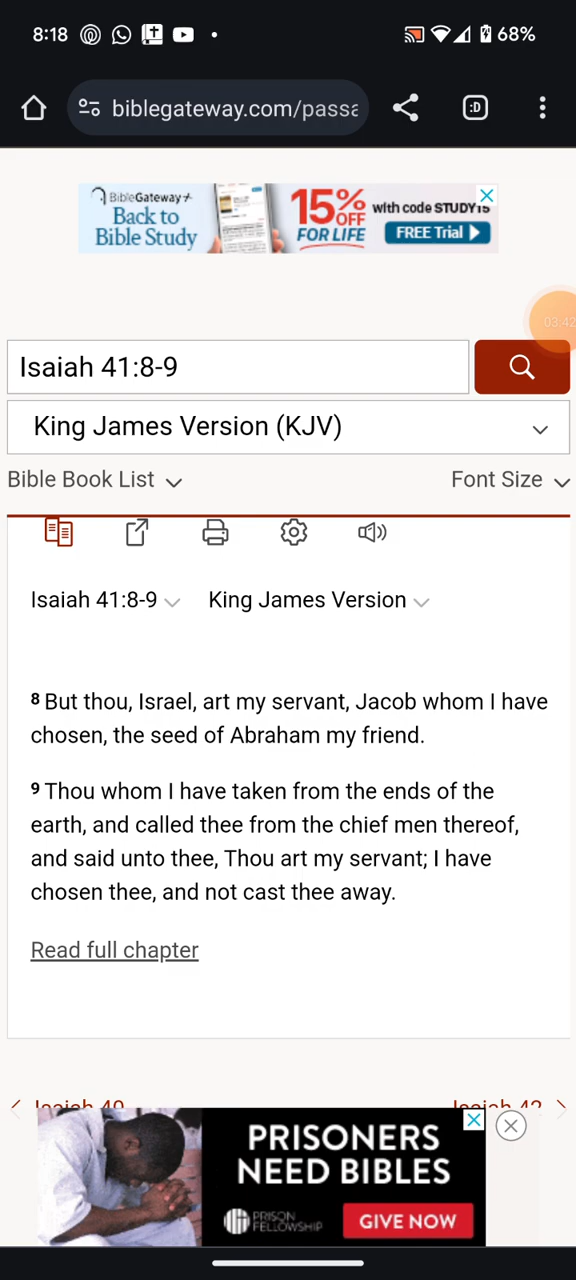 8:18 68%
:D
biblegateway.com/passa
BibleGateway+
Back to
Bible Study
15%
OFF
FOR LIFE
with code STUDY15
FREE Trial
03:42
Isaiah 41:8-9
King James Version (KJV)
Bible Book List Font Size
Isaiah 41:8-9 King James Version
8 But thou, Israel, art my servant, Jacob whom I have
chosen, the seed of Abraham my friend.
9 Thou whom I have taken from the ends of the
earth, and called thee from the chief men thereof,
and said unto thee, Thou art my servant; I have
chosen thee, and not cast thee away.
Read full chapter
Isaiah 40 Isaiah 42
PRISONERS
NEED BIBLES
PRISON
FELLOWSHIP
GIVE NOW